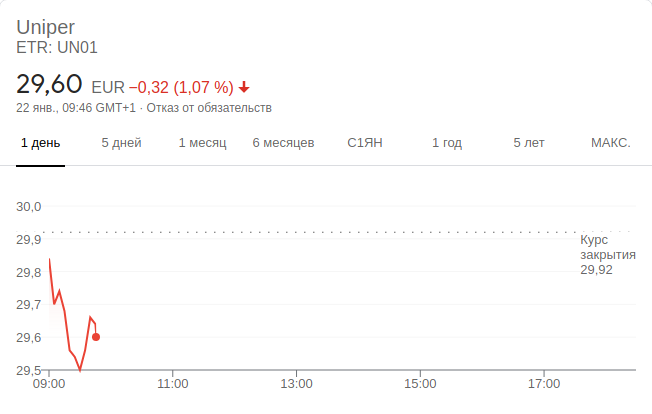 Uniper
ETR: UN01
29,60 EUR −0,32 (1,07 %)
22 янв., 09:46 GMT+1 · Отказ от обязательств
1 день 5 дней 1 месяц 6 месяцев С1ЯН 1 год 5 лет МАКС.
30,0
29,9
Курс
закрытия
29,92
29,8
29,7
29,6
29,5
09:00 11:00 13:00 15:00 17:00